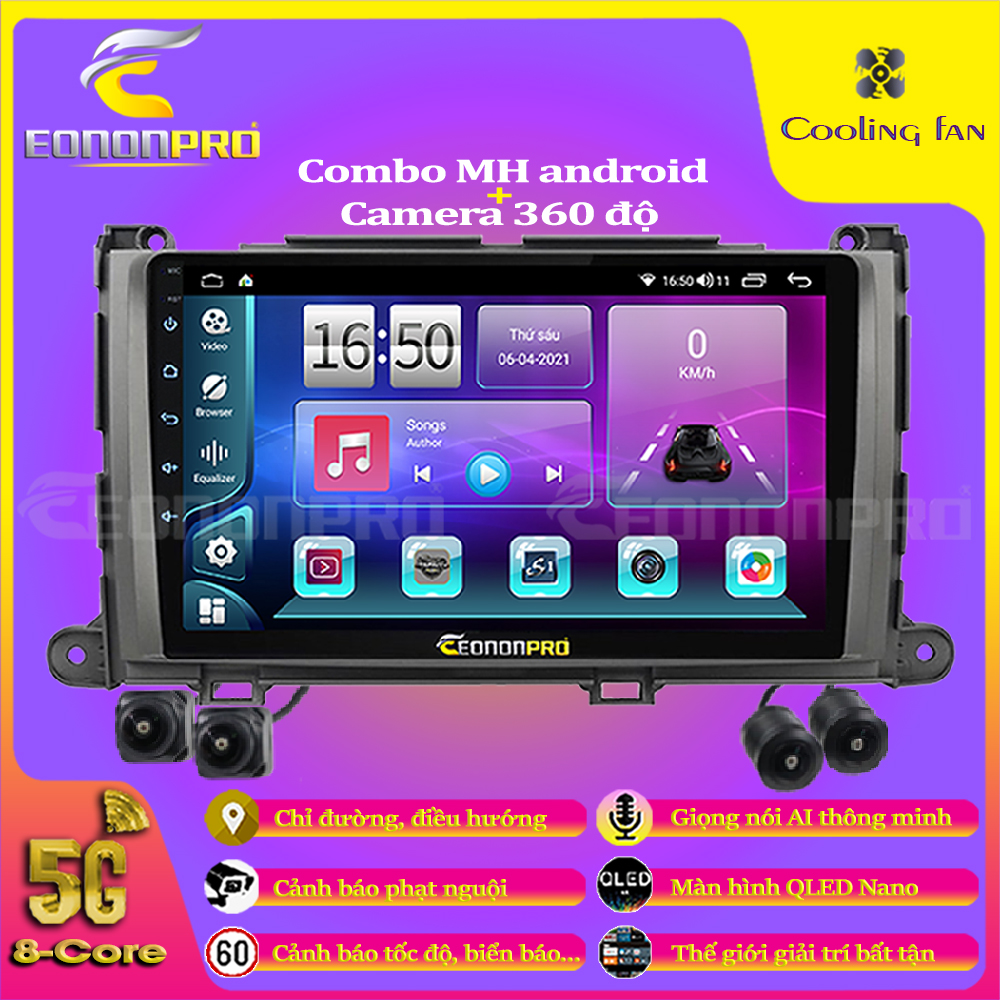 EONONPRO
Cooling fan
Combo MH android
+
Camera 360 độ
MIC
RST
16:50
11
Video
Browser
Equalizer
16:50
Thứ sáu
06-04-2021
0
KM/h
Songs
Author
EONONPRO
EONONPRO
EONONPRO
5G
8-Core
Chỉ đường, điều hướng
Giọng nói AI thông minh
Cảnh báo phạt nguội
QLED
Màn hình QLED Nano
60
Cảnh báo tốc độ, biển báo...
Thế giới giải trí bất tận